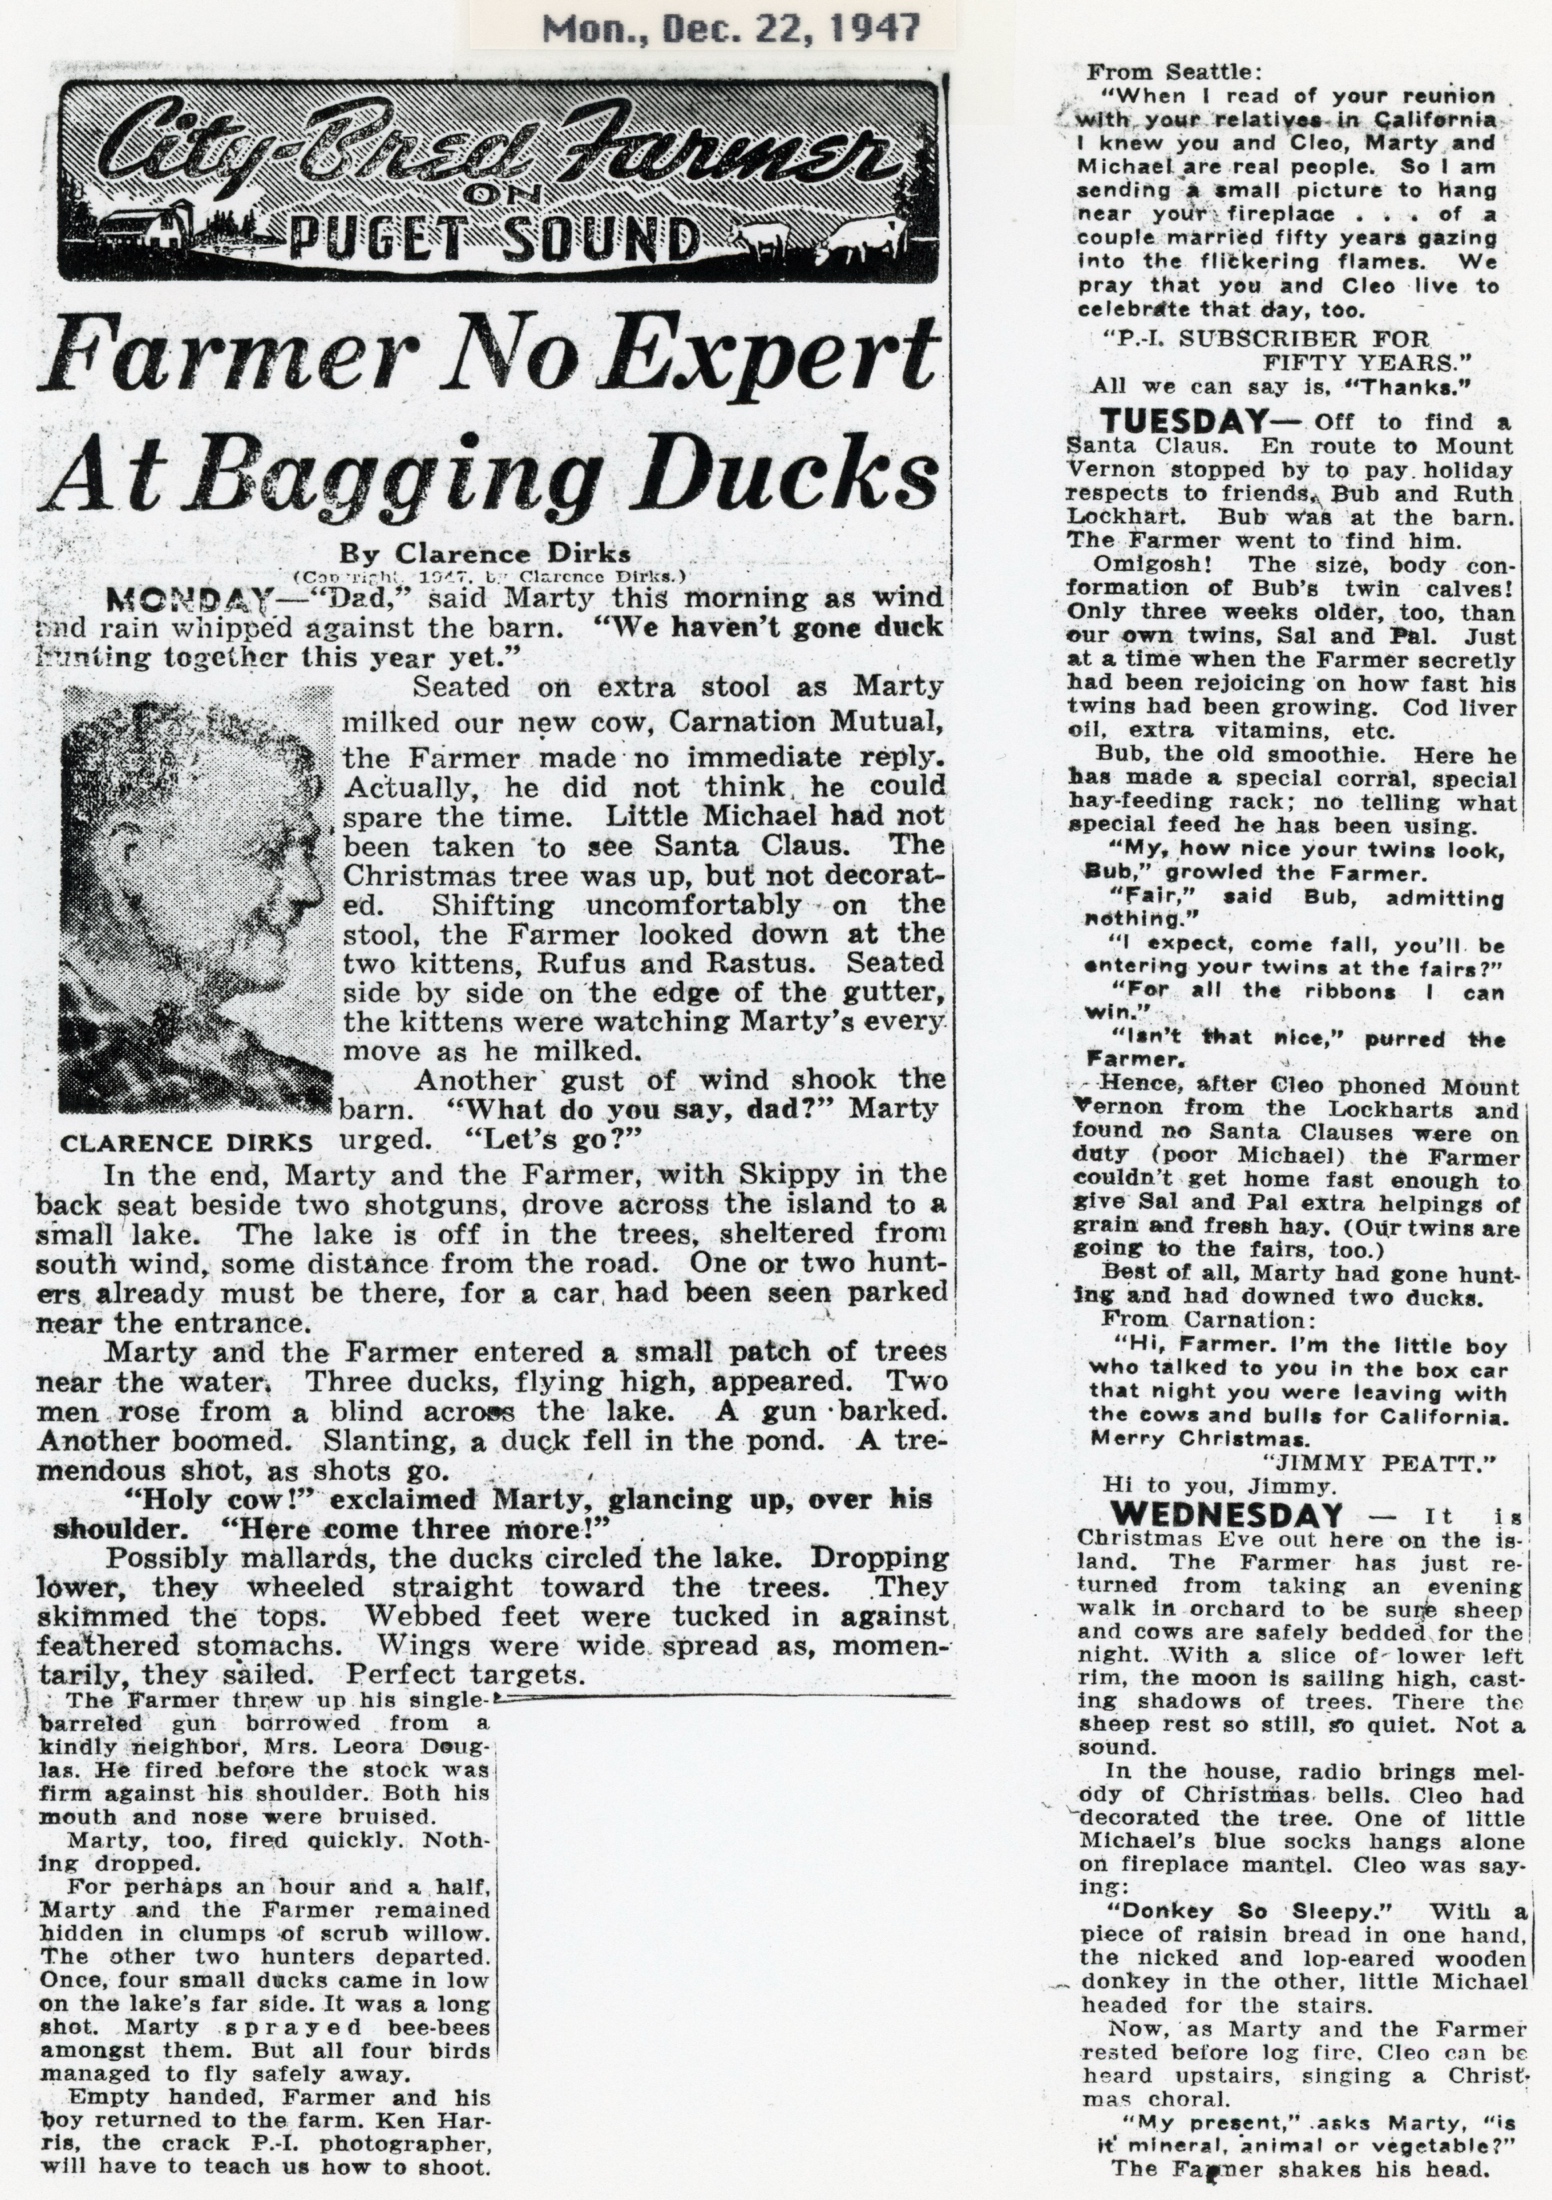 Mon., Dec. 22, 1947
City-Bred Farmer
ON
PUGET SOUND
Farmer No Expert
At Bagging Ducks
By Clarence Dirks
(Copyright, 1947, by Clarence Dirks.)
MONDAY—“Dad,” said Marty this morning as wind
and rain whipped against the barn. “We haven't gone duck
hunting together this year yet.”
Seated on extra stool as Marty
milked our new cow, Carnation Mutual,
the Farmer made no immediate reply.
Actually, he did not think he could
spare the time. Little Michael had not
been taken to see Santa Claus. The
Christmas tree was up, but not decorat-
ed. Shifting uncomfortably on the
stool, the Farmer looked down at the
two kittens, Rufus and Rastus. Seated
side by side on the edge of the gutter,
the kittens were watching Marty's every
move as he milked.
Another gust of wind shook the
barn. “What do you say, dad?” Marty
urged. “Let's go?”
CLARENCE DIRKS
In the end, Marty and the Farmer, with Skippy in the
back seat beside two shotguns, drove across the island to a
small lake. The lake is off in the trees, sheltered from
south wind, some distance from the road. One or two hunt-
ers already must be there, for a car had been seen parked
near the entrance.
Marty and the Farmer entered a small patch of trees
near the water. Three ducks, flying high, appeared. Two
men rose from a blind across the lake. A gun barked.
Another boomed. Slanting, a duck fell in the pond. A tre-
mendous shot, as shots go.
“Holy cow!” exclaimed Marty, glancing up, over his
shoulder. “Here come three more!”
Possibly mallards, the ducks circled the lake. Dropping
lower, they wheeled straight toward the trees. They
skimmed the tops. Webbed feet were tucked in against
feathered stomachs. Wings were wide spread as, momen-
tarily, they sailed. Perfect targets.
The Farmer threw up his single-
barreled gun borrowed from a
kindly neighbor, Mrs. Leora Doug-
las. He fired before the stock was
firm against his shoulder. Both his
mouth and nose were bruised.
Marty, too, fired quickly. Noth-
ing dropped.
For perhaps an hour and a half,
Marty and the Farmer remained
hidden in clumps of scrub willow.
The other two hunters departed.
Once, four small ducks came in low
on the lake's far side. It was a long
shot. Marty sprayed bee-bees
amongst them. But all four birds
managed to fly safely away.
Empty handed, Farmer and his
boy returned to the farm. Ken Har-
ris, the crack P.-I. photographer,
will have to teach us how to shoot.
From Seattle:
“When I read of your reunion
with your relatives in California
I knew you and Cleo, Marty and
Michael are real people. So I am
sending a small picture to hang
near your fireplace . . . of a
couple married fifty years gazing
into the flickering flames. We
pray that you and Cleo live to
celebrate that day, too.
“P.-I. SUBSCRIBER FOR
FIFTY YEARS.”
All we can say is, “Thanks.”
TUESDAY— Off to find a
Santa Claus. En route to Mount
Vernon stopped by to pay holiday
respects to friends, Bub and Ruth
Lockhart. Bub was at the barn.
The Farmer went to find him.
Omigosh! The size, body con-
formation of Bub's twin calves!
Only three weeks older, too, than
our own twins, Sal and Pal. Just
at a time when the Farmer secretly
had been rejoicing on how fast his
twins had been growing. Cod liver
oil, extra vitamins, etc.
Bub, the old smoothie. Here he
has made a special corral, special
hay-feeding rack; no telling what
special feed he has been using.
“My, how nice your twins look,
Bub,” growled the Farmer.
“Fair,” said Bub, admitting
nothing.”
“I expect, come fall, you'll be
entering your twins at the fairs?”
“For all the ribbons I can
win.”
“Isn't that nice,” purred the
Farmer.
Hence, after Cleo phoned Mount
Vernon from the Lockharts and
found no Santa Clauses were on
duty (poor Michael) the Farmer
couldn't get home fast enough to
give Sal and Pal extra helpings of
grain and fresh hay. (Our twins are
going to the fairs, too.)
Best of all, Marty had gone hunt-
ing and had downed two ducks.
From Carnation:
“Hi, Farmer. I'm the little boy
who talked to you in the box car
that night you were leaving with
the cows and bulls for California.
Merry Christmas.
“JIMMY PEATT.”
Hi to you, Jimmy.
WEDNESDAY — It is
Christmas Eve out here on the is-
land. The Farmer has just re-
turned from taking an evening
walk in orchard to be sure sheep
and cows are safely bedded for the
night. With a slice of lower left
rim, the moon is sailing high, cast-
ing shadows of trees. There the
sheep rest so still, so quiet. Not a
sound.
In the house, radio brings mel-
ody of Christmas bells. Cleo had
decorated the tree. One of little
Michael's blue socks hangs alone
on fireplace mantel. Cleo was say-
ing:
“Donkey So Sleepy.” With a
piece of raisin bread in one hand,
the nicked and lop-eared wooden
donkey in the other, little Michael
headed for the stairs.
Now, as Marty and the Farmer
rested before log fire, Cleo can be
heard upstairs, singing a Christ-
mas choral.
“My present,” asks Marty, “is
it mineral, animal or vegetable?”
The Farmer shakes his head.